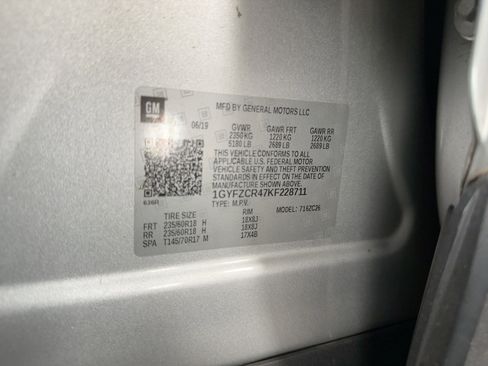 GM
MFD BY GENERAL MOTORS LLC
06/19 GVWR GAWR FRT GAWR RR
2350 KG 1220 KG 1220 KG
5180 LB 2689 LB 2689 LB
THIS VEHICLE CONFORMS TO ALL
APPLICABLE U.S. FEDERAL MOTOR
VEHICLE SAFETY AND THEFT PREVENTION
STANDARDS IN EFFECT ON THE DATE OF
MANUFACTURE SHOWN ABOVE.
1GYFZCR47KF228711
TYPE: M.P.V. MODEL: 7162C26
TIRE SIZE RIM
FRT 235/60R18 H 18X8J
RR 235/60R18 H 18X8J
SPA T145/70R17 M 17X4B